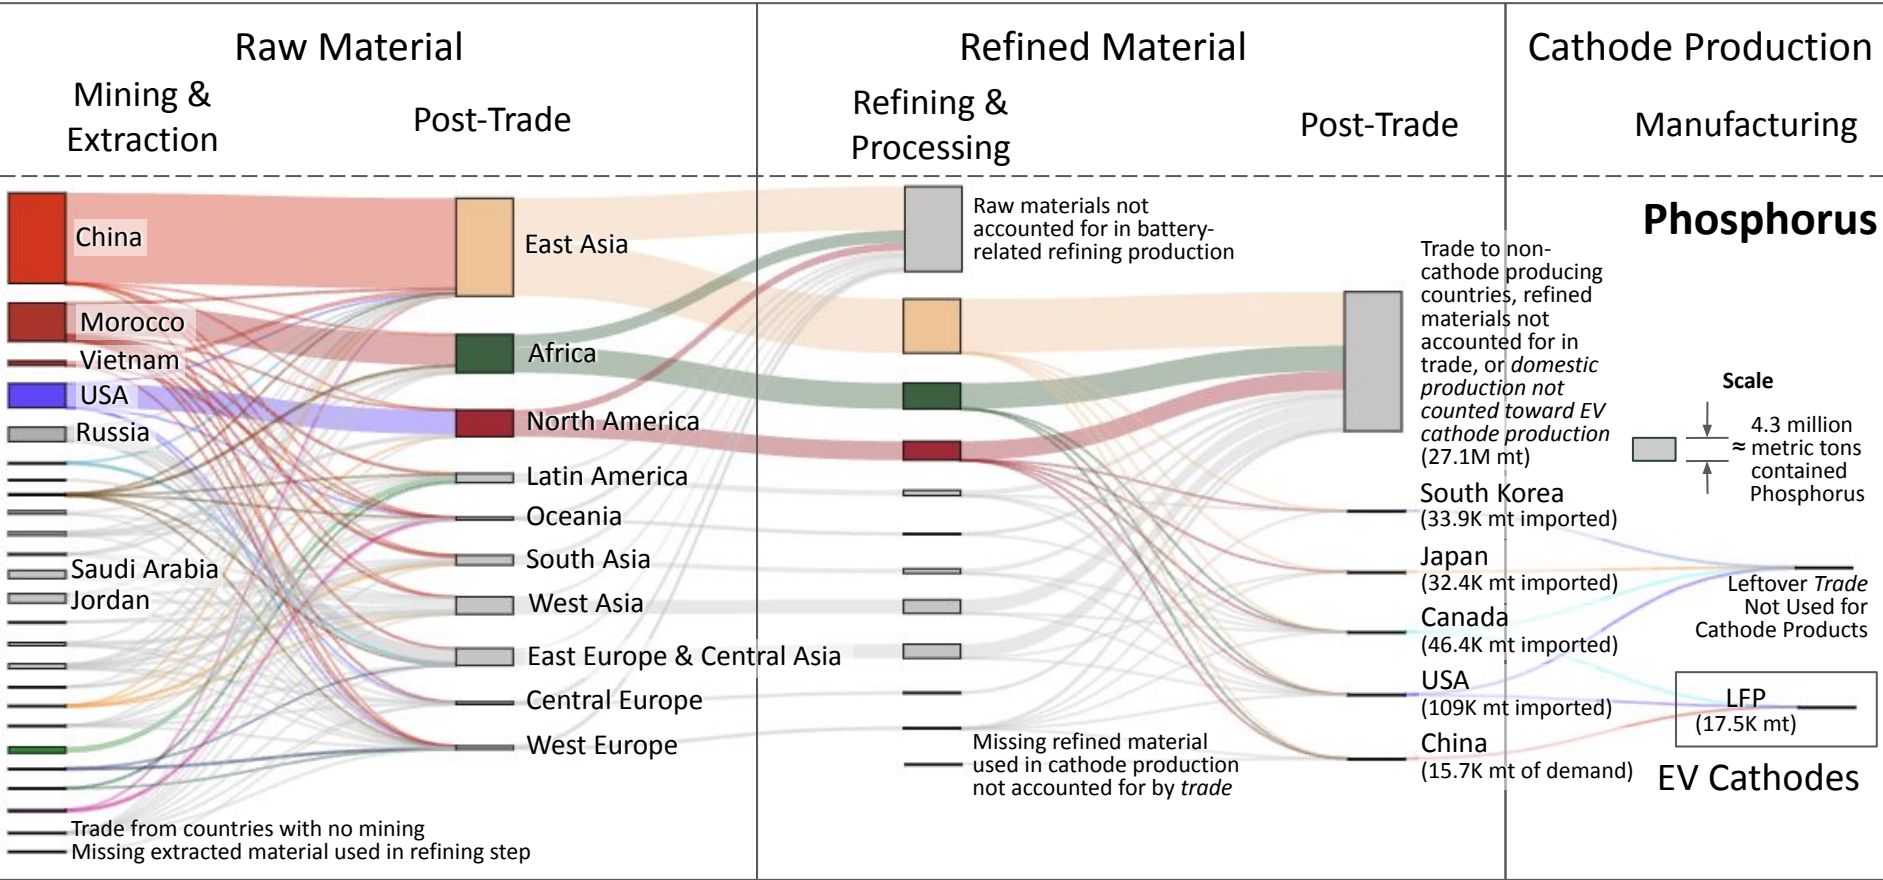 Raw Material
Refined Material
Cathode Production
Mining &
Extraction
Post-Trade
Refining &
Processing
Post-Trade
Manufacturing
China
Morocco
Vietnam
USA
Russia
Saudi Arabia
Jordan
Trade from countries with no mining
Missing extracted material used in refining step
East Asia
Africa
North America
Latin America
Oceania
South Asia
West Asia
East Europe & Central Asia
Central Europe
West Europe
Raw materials not
accounted for in battery-
related refining production
Missing refined material
used in cathode production
not accounted for by trade
Trade to non-
cathode producing
countries, refined
materials not
accounted for in
trade, or domestic
production not
counted toward EV
cathode production
(27.1M mt)
South Korea
(33.9K mt imported)
Japan
(32.4K mt imported)
Canada
(46.4K mt imported)
USA
(109K mt imported)
China
(15.7K mt of demand)
Phosphorus
Scale
4.3 million
≈ metric tons
contained
Phosphorus
Leftover Trade
Not Used for
Cathode Products
LFP
(17.5K mt)
EV Cathodes